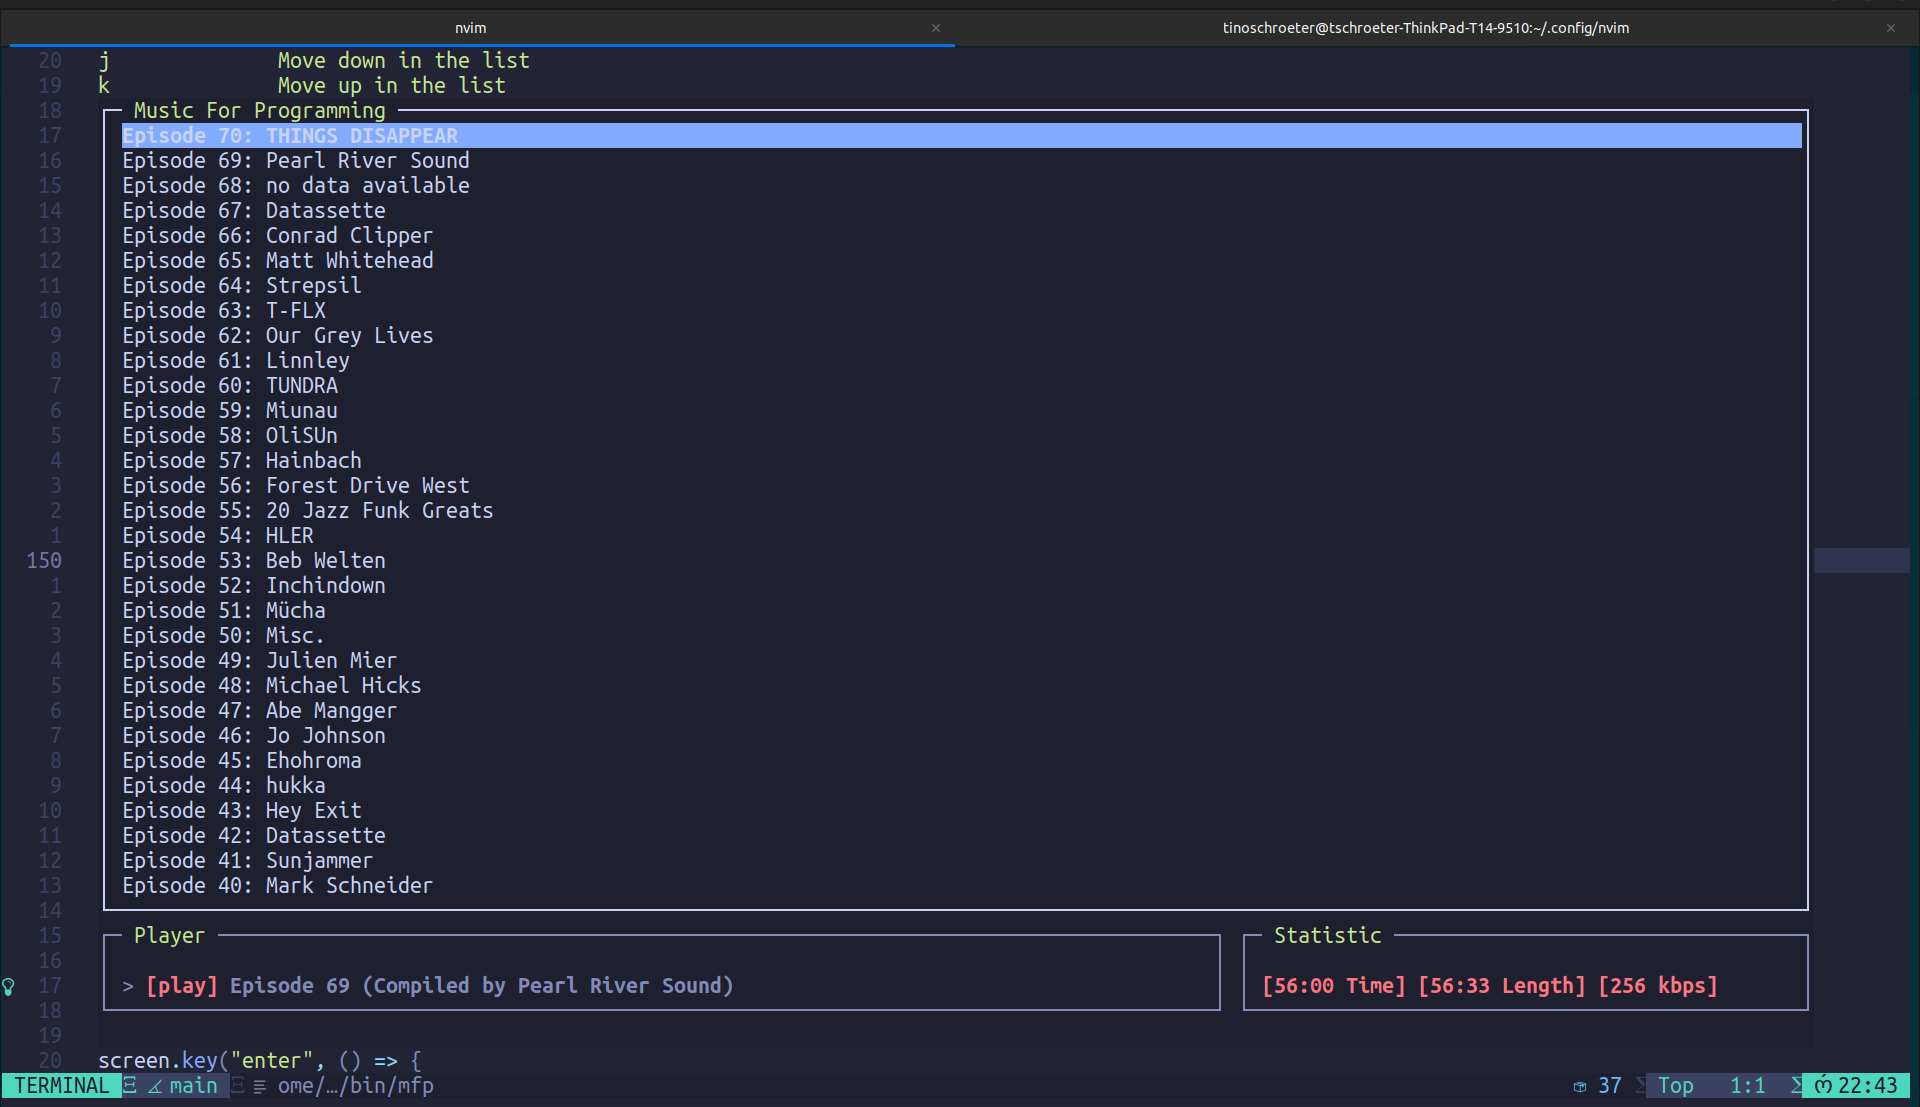 nvim × tinoschroeter@tschroeter-ThinkPad-T14-9510:~/.config/nvim ×
20 j Move down in the list
19 k Move up in the list
18 Music For Programming
17 Episode 70: THINGS DISAPPEAR
16 Episode 69: Pearl River Sound
15 Episode 68: no data available
14 Episode 67: Datassette
13 Episode 66: Conrad Clipper
12 Episode 65: Matt Whitehead
11 Episode 64: Strepsil
10 Episode 63: T-FLX
9 Episode 62: Our Grey Lives
8 Episode 61: Linnley
7 Episode 60: TUNDRA
6 Episode 59: Miunau
5 Episode 58: OliSUn
4 Episode 57: Hainbach
3 Episode 56: Forest Drive West
2 Episode 55: 20 Jazz Funk Greats
1 Episode 54: HLER
150 Episode 53: Beb Welten
1 Episode 52: Inchindown
2 Episode 51: Mücha
3 Episode 50: Misc.
4 Episode 49: Julien Mier
5 Episode 48: Michael Hicks
6 Episode 47: Abe Mangger
7 Episode 46: Jo Johnson
8 Episode 45: Ehohroma
9 Episode 44: hukka
10 Episode 43: Hey Exit
11 Episode 42: Datassette
12 Episode 41: Sunjammer
13 Episode 40: Mark Schneider
14
15 Player Statistic
16
17 > [play] Episode 69 (Compiled by Pearl River Sound) [56:00 Time] [56:33 Length] [256 kbps]
18
19
20 screen.key("enter", () => {
TERMINAL main ome/…/bin/mfp 37 Top 1:1 22:43